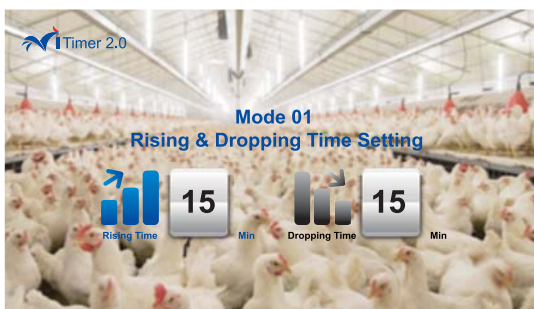 iTimer 2.0
Mode 01
Rising & Dropping Time Setting
15
15
Rising Time
Min
Dropping Time
Min